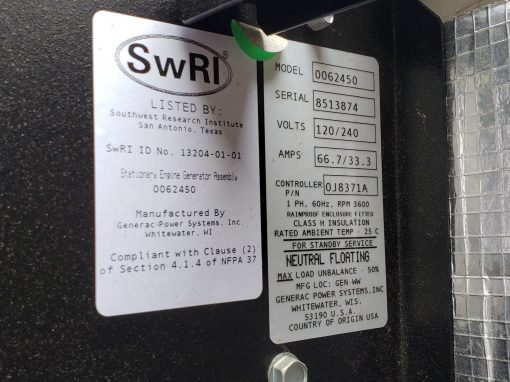 SwRI®
LISTED BY:
Southwest Research Institute
San Antonio, Texas
SwRI ID No. 13204-01-01
Stationary Engine Generator Assembly
0062450
Manufactured By
Generac Power Systems, Inc.
Whitewater, WI
Compliant with Clause (2)
of Section 4.1.4 of NFPA 37
MODEL 0062450
SERIAL 8513874
VOLTS 120/240
AMPS 66.7/33.3
CONTROLLER P/N 0J8371A
1 PH, 60Hz, RPM 3600
RAINPROOF ENCLOSURE FITTED
CLASS H INSULATION
RATED AMBIENT TEMP - 25 C
FOR STANDBY SERVICE
NEUTRAL FLOATING
MAX LOAD UNBALANCE - 50%
MFG LOC: GEN-WW
GENERAC POWER SYSTEMS, INC
WHITEWATER, WIS.
53190 U.S.A.
COUNTRY OF ORIGIN USA